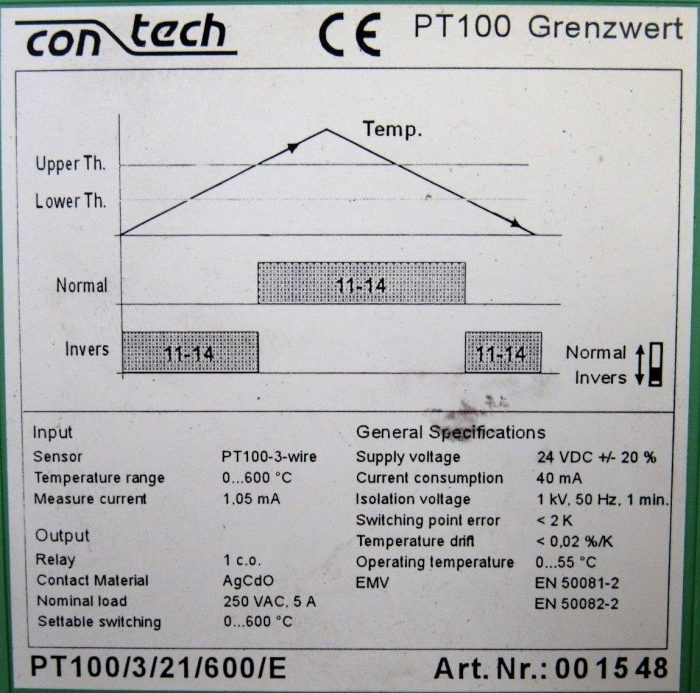 con tech CE PT100 Grenzwert
Temp.
Upper Th.
Lower Th.
Normal 11-14
Invers 11-14 11-14 Normal
Invers
Input
Sensor PT100-3-wire
Temperature range 0...600 °C
Measure current 1,05 mA
Output
Relay 1 c.o.
Contact Material AgCdO
Nominal load 250 VAC, 5 A
Settable switching 0...600 °C
General Specifications
Supply voltage 24 VDC +/- 20 %
Current consumption 40 mA
Isolation voltage 1 kV, 50 Hz, 1 min.
Switching point error < 2 K
Temperature drift < 0,02 %/K
Operating temperature 0...55 °C
EMV EN 50081-2
EN 50082-2
PT100/3/21/600/E Art. Nr.: 001548